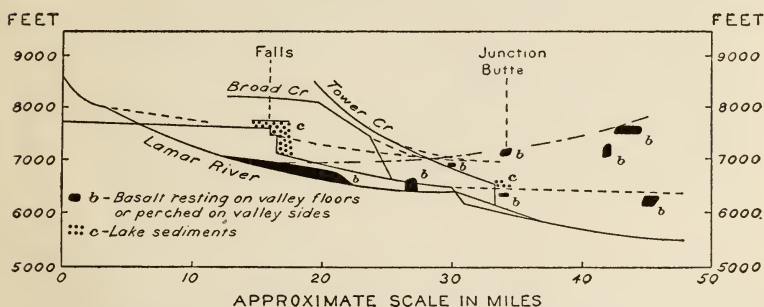 FEET
FEET
9000
9000
Falls
Junction
Butte
Broad Cr
Tower Cr
8000
8000
c
Lamar River
b
b
7000
7000
b
b
c
b
b
b
b
b - Basalt resting on valley floors
or perched on valley sides
c - Lake sediments
6000
6000
5000
5000
0
10
20
30
40
50
APPROXIMATE SCALE IN MILES